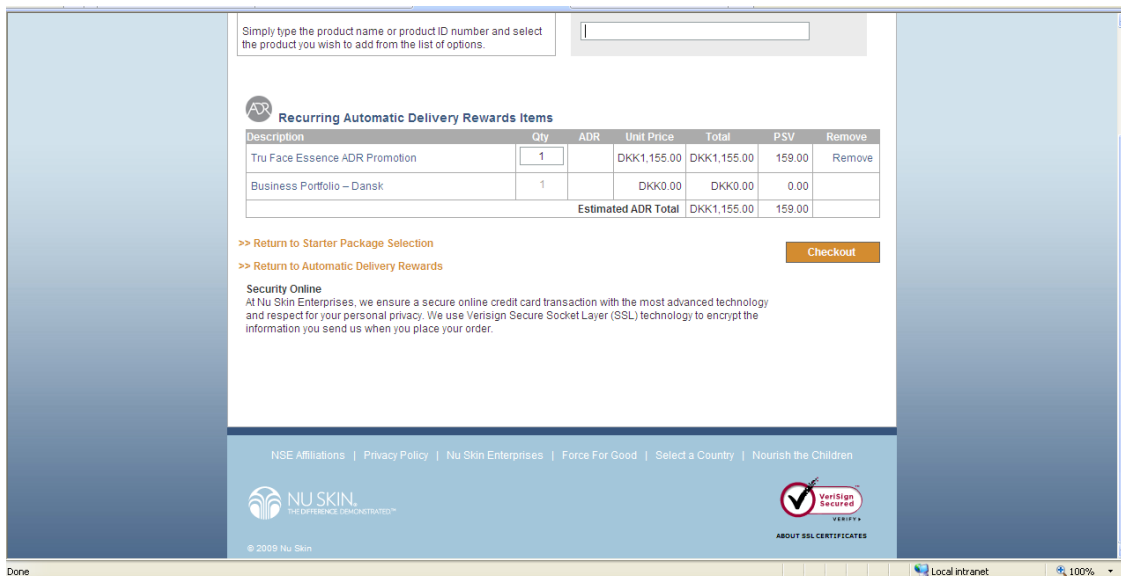 Simply type the product name or product ID number and select
the product you wish to add from the list of options.
ADR
Recurring Automatic Delivery Rewards Items
Description Qty ADR Unit Price Total PSV Remove
Tru Face Essence ADR Promotion 1 DKK1,155.00 DKK1,155.00 159.00 Remove
Business Portfolio – Dansk 1 DKK0.00 DKK0.00 0.00
Estimated ADR Total DKK1,155.00 159.00
>> Return to Starter Package Selection
Checkout
>> Return to Automatic Delivery Rewards
Security Online
At Nu Skin Enterprises, we ensure a secure online credit card transaction with the most advanced technology
and respect for your personal privacy. We use Verisign Secure Socket Layer (SSL) technology to encrypt the
information you send us when you place your order.
NSE Affiliations | Privacy Policy | Nu Skin Enterprises | Force For Good | Select a Country | Nourish the Children
NU SKIN.
THE DIFFERENCE. DEMONSTRATED.™
VeriSign
Secured
VERIFY
ABOUT SSL CERTIFICATES
© 2009 Nu Skin
Done Local intranet 100%